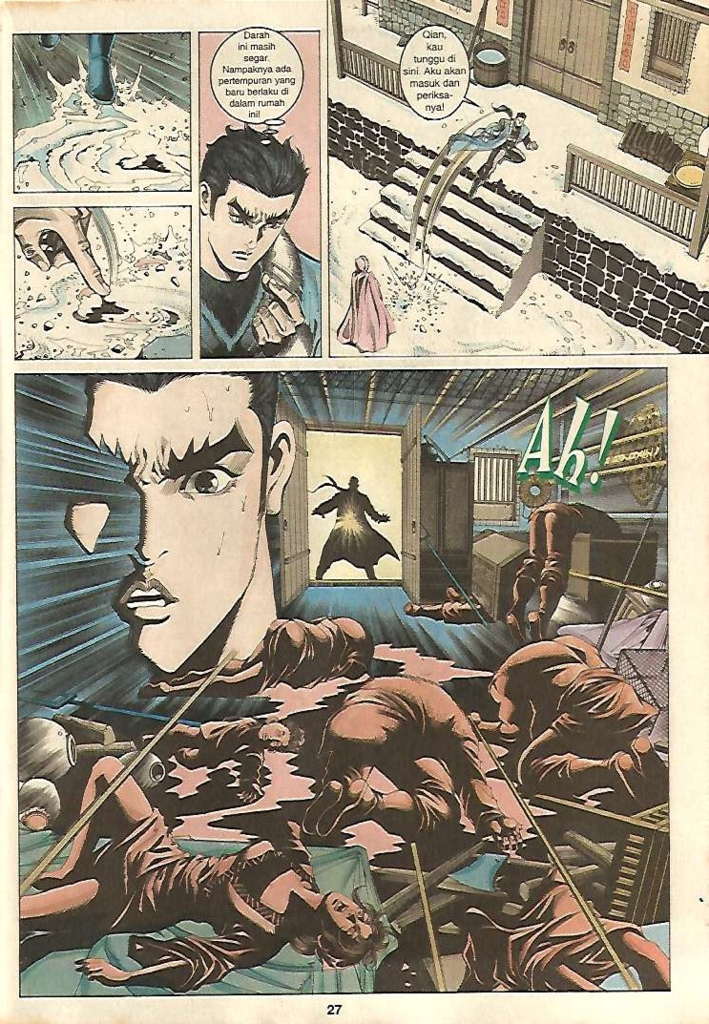 Darah
ini masih
segar.
Nampaknya ada
pertempuran yang
baru berlaku di
dalam rumah
ini!
Qian,
kau
tunggu di
sini. Aku akan
masuk dan
periksa-
nya!
Ah!
27